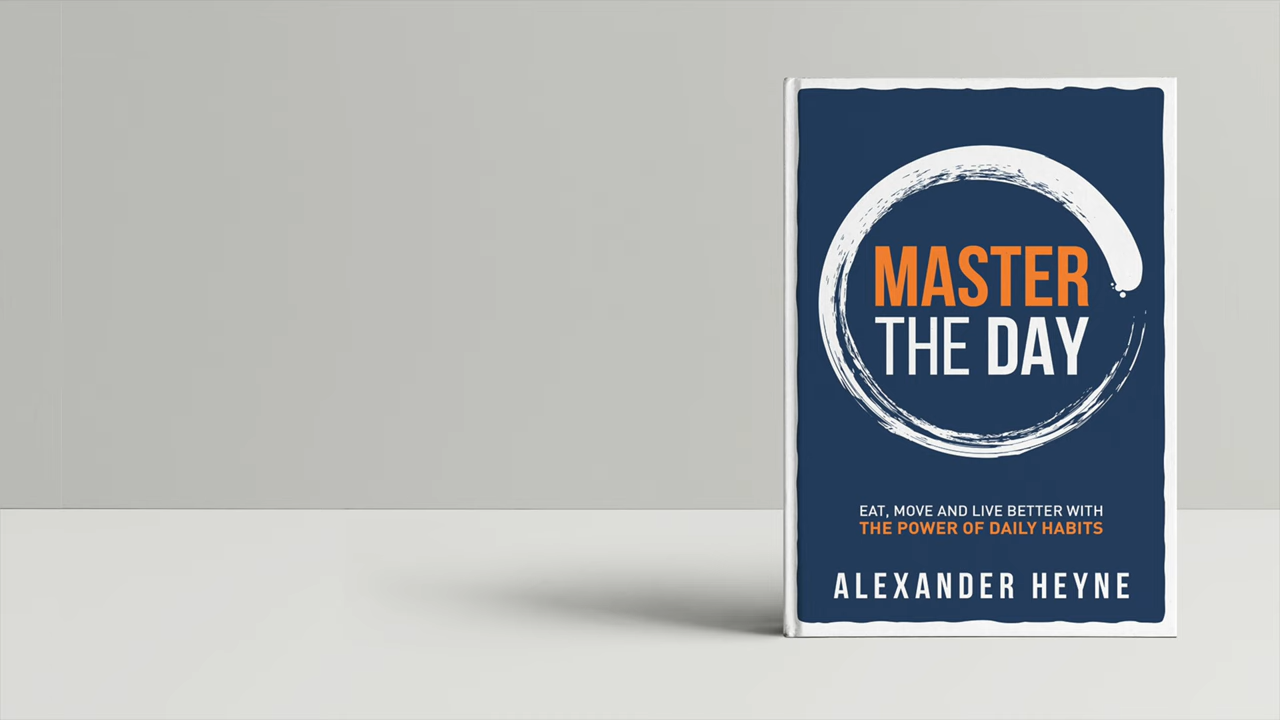 MASTER
THE DAY
EAT, MOVE AND LIVE BETTER WITH
THE POWER OF DAILY HABITS
ALEXANDER HEYNE